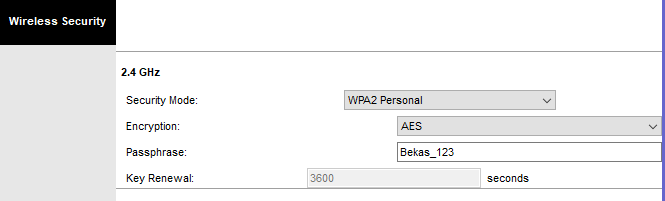 Wireless Security
2.4 GHz
Security Mode: WPA2 Personal
Encryption: AES
Passphrase: Bekas_123
Key Renewal: 3600 seconds